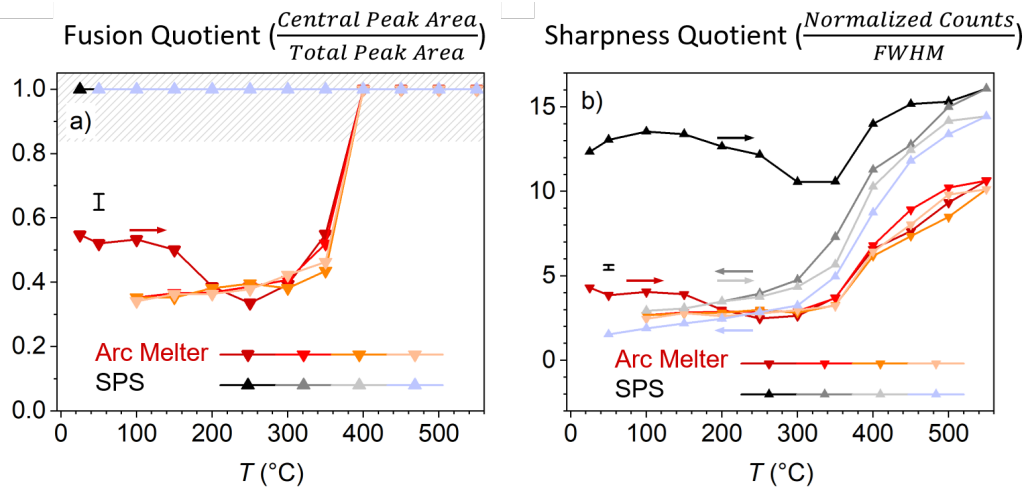 Fusion Quotient (Central Peak Area / Total Peak Area)
Sharpness Quotient (Normalized Counts / FWHM)
a)
1.0
0.8
0.6
0.4
0.2
0.0
Arc Melter
SPS
0 100 200 300 400 500
T (°C)
b)
15
10
5
0
Arc Melter
SPS
0 100 200 300 400 500
T (°C)